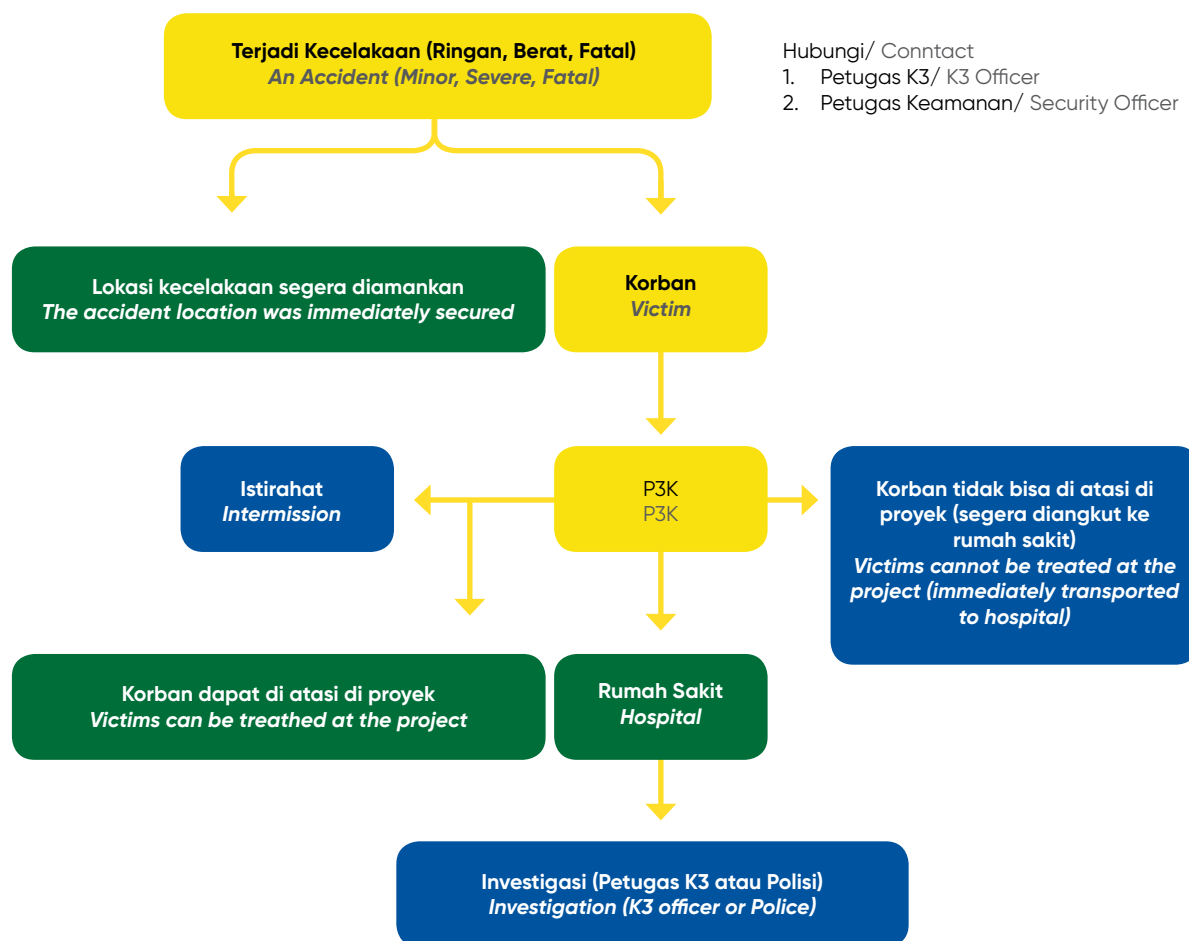 Terjadi Kecelakaan (Ringan, Berat, Fatal)
An Accident (Minor, Severe, Fatal)
Hubungi/ Conntact
1. Petugas K3/ K3 Officer
2. Petugas Keamanan/ Security Officer
Lokasi kecelakaan segera diamankan
The accident location was immediately secured
Korban
Victim
Istirahat
Intermission
P3K
P3K
Korban tidak bisa di atasi di
proyek (segera diangkut ke
rumah sakit)
Victims cannot be treated at the
project (immediately transported
to hospital)
Korban dapat di atasi di proyek
Victims can be treathed at the project
Rumah Sakit
Hospital
Investigasi (Petugas K3 atau Polisi)
Investigation (K3 officer or Police)